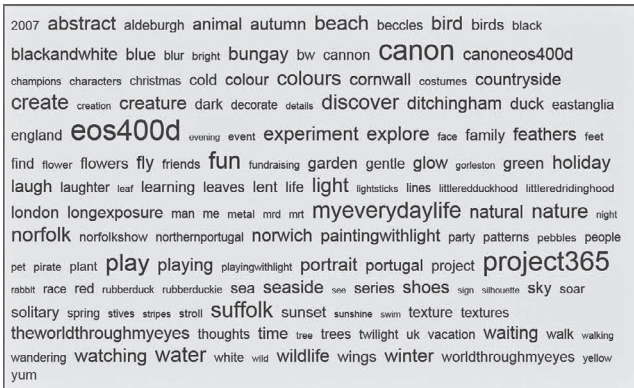 2007 abstract aldeburgh animal autumn beach beccles bird birds black
blackandwhite blue blur bright bungay bw cannon canon canoneos400d
champions characters christmas cold colour colours cornwall costumes countryside
create creation creature dark decorate details discover ditchingham duck eastanglia
england eos400d evening event experiment explore face family feathers feet
find flower flowers fly friends fun fundraising garden gentle glow gorleston green holiday
laugh laughter leaf learning leaves lent life light lightsticks lines littleredduckhood littleredridinghood
london longexposure man me metal mrd mrt myeverydaylife natural nature night
norfolk norfolkshow northernportugal norwich paintingwithlight party patterns pebbles people
pet pirate plant play playing playingwithlight portrait portugal project project365
rabbit race red rubberduck rubberduckie sea seaside see series shoes sign silhouette sky soar
solitary spring stives stripes stroll suffolk sunset sunshine swim texture textures
theworldthroughmyeyes thoughts time tree trees twilight uk vacation waiting walk walking
wandering watching water white wild wildlife wings winter worldthroughmyeyes yellow
yum